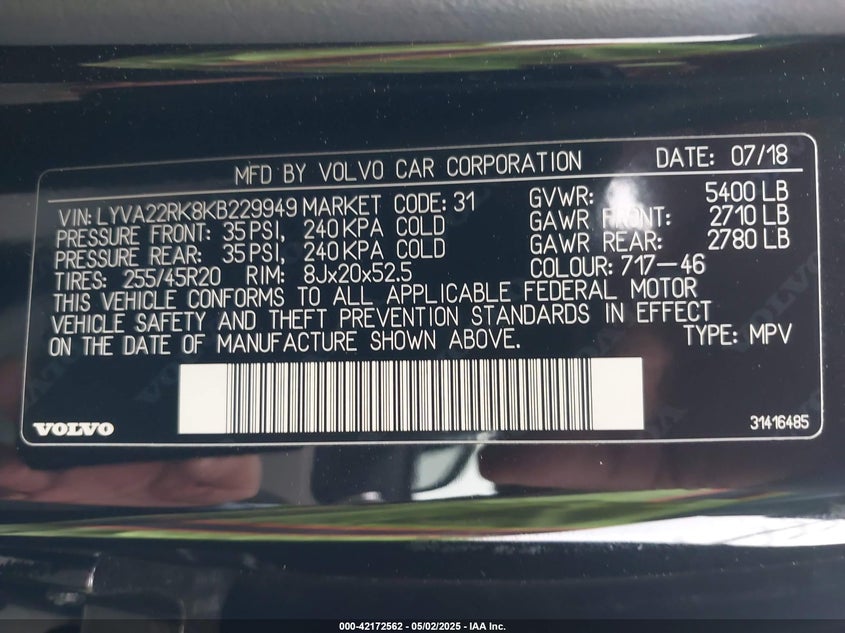 MFD BY VOLVO CAR CORPORATION DATE: 07/18
VIN: LYVA22RK8KB229949 MARKET CODE: 31 GVWR: 5400 LB
PRESSURE FRONT: 35 PSI, 240 KPA COLD GAWR FRONT: 2710 LB
PRESSURE REAR: 35 PSI, 240 KPA COLD GAWR REAR: 2780 LB
TIRES: 255/45R20 RIM: 8Jx20x52.5 COLOUR: 717-46
THIS VEHICLE CONFORMS TO ALL APPLICABLE FEDERAL MOTOR
VEHICLE SAFETY AND THEFT PREVENTION STANDARDS IN EFFECT
ON THE DATE OF MANUFACTURE SHOWN ABOVE. TYPE: MPV
VOLVO 31416485
000-42172562 - 05/02/2025 - IAA Inc.